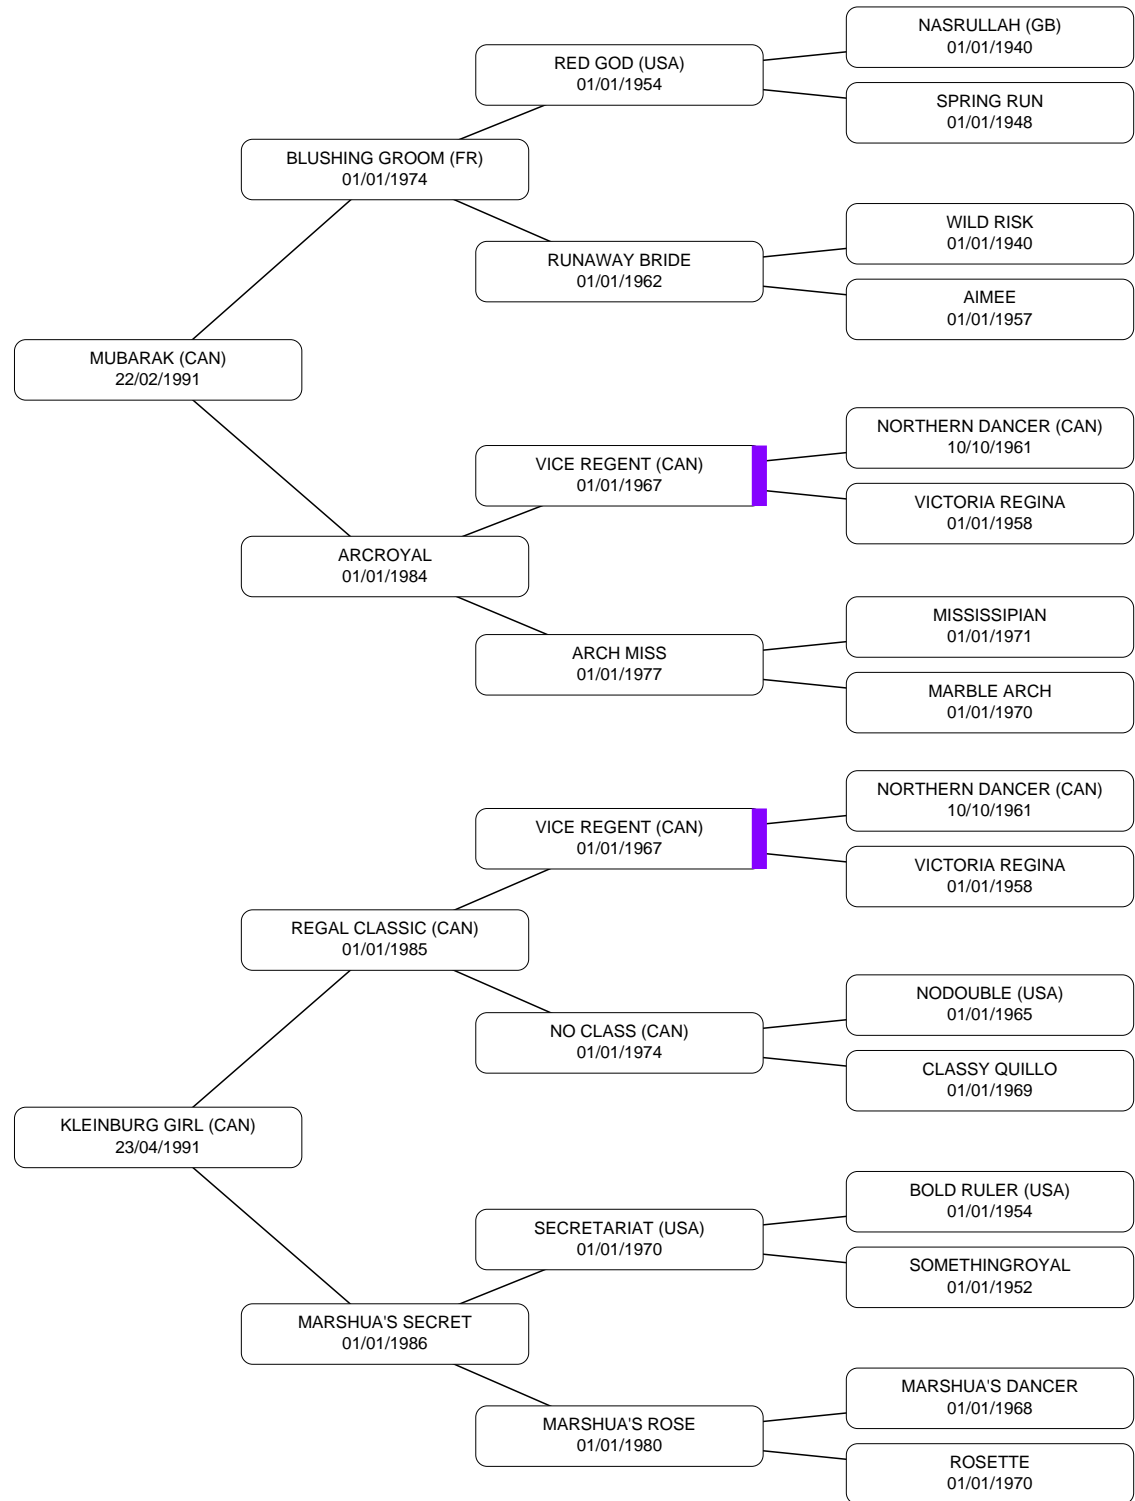 NASRULLAH (GB)
01/01/1940
RED GOD (USA)
01/01/1954
SPRING RUN
01/01/1948
BLUSHING GROOM (FR)
01/01/1974
WILD RISK
01/01/1940
RUNAWAY BRIDE
01/01/1962
AIMEE
01/01/1957
MUBARAK (CAN)
22/02/1991
NORTHERN DANCER (CAN)
10/10/1961
VICE REGENT (CAN)
01/01/1967
VICTORIA REGINA
01/01/1958
ARCROYAL
01/01/1984
MISSISSIPIAN
01/01/1971
ARCH MISS
01/01/1977
MARBLE ARCH
01/01/1970
NORTHERN DANCER (CAN)
10/10/1961
VICE REGENT (CAN)
01/01/1967
VICTORIA REGINA
01/01/1958
REGAL CLASSIC (CAN)
01/01/1985
NODOUBLE (USA)
01/01/1965
NO CLASS (CAN)
01/01/1974
CLASSY QUILLO
01/01/1969
KLEINBURG GIRL (CAN)
23/04/1991
BOLD RULER (USA)
01/01/1954
SECRETARIAT (USA)
01/01/1970
SOMETHINGROYAL
01/01/1952
MARSHUA'S SECRET
01/01/1986
MARSHUA'S DANCER
01/01/1968
MARSHUA'S ROSE
01/01/1980
ROSETTE
01/01/1970